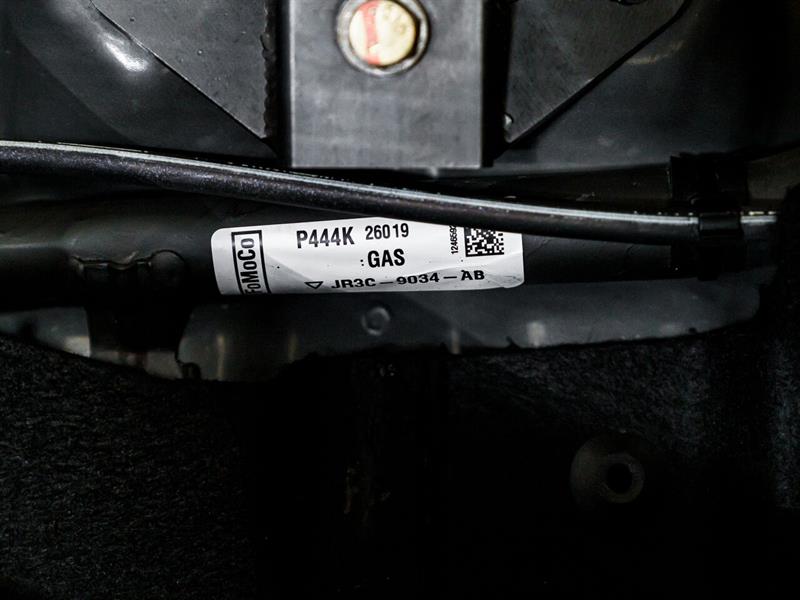 FoMoCo
P444K 26019
GAS
JR3C-9034-AB